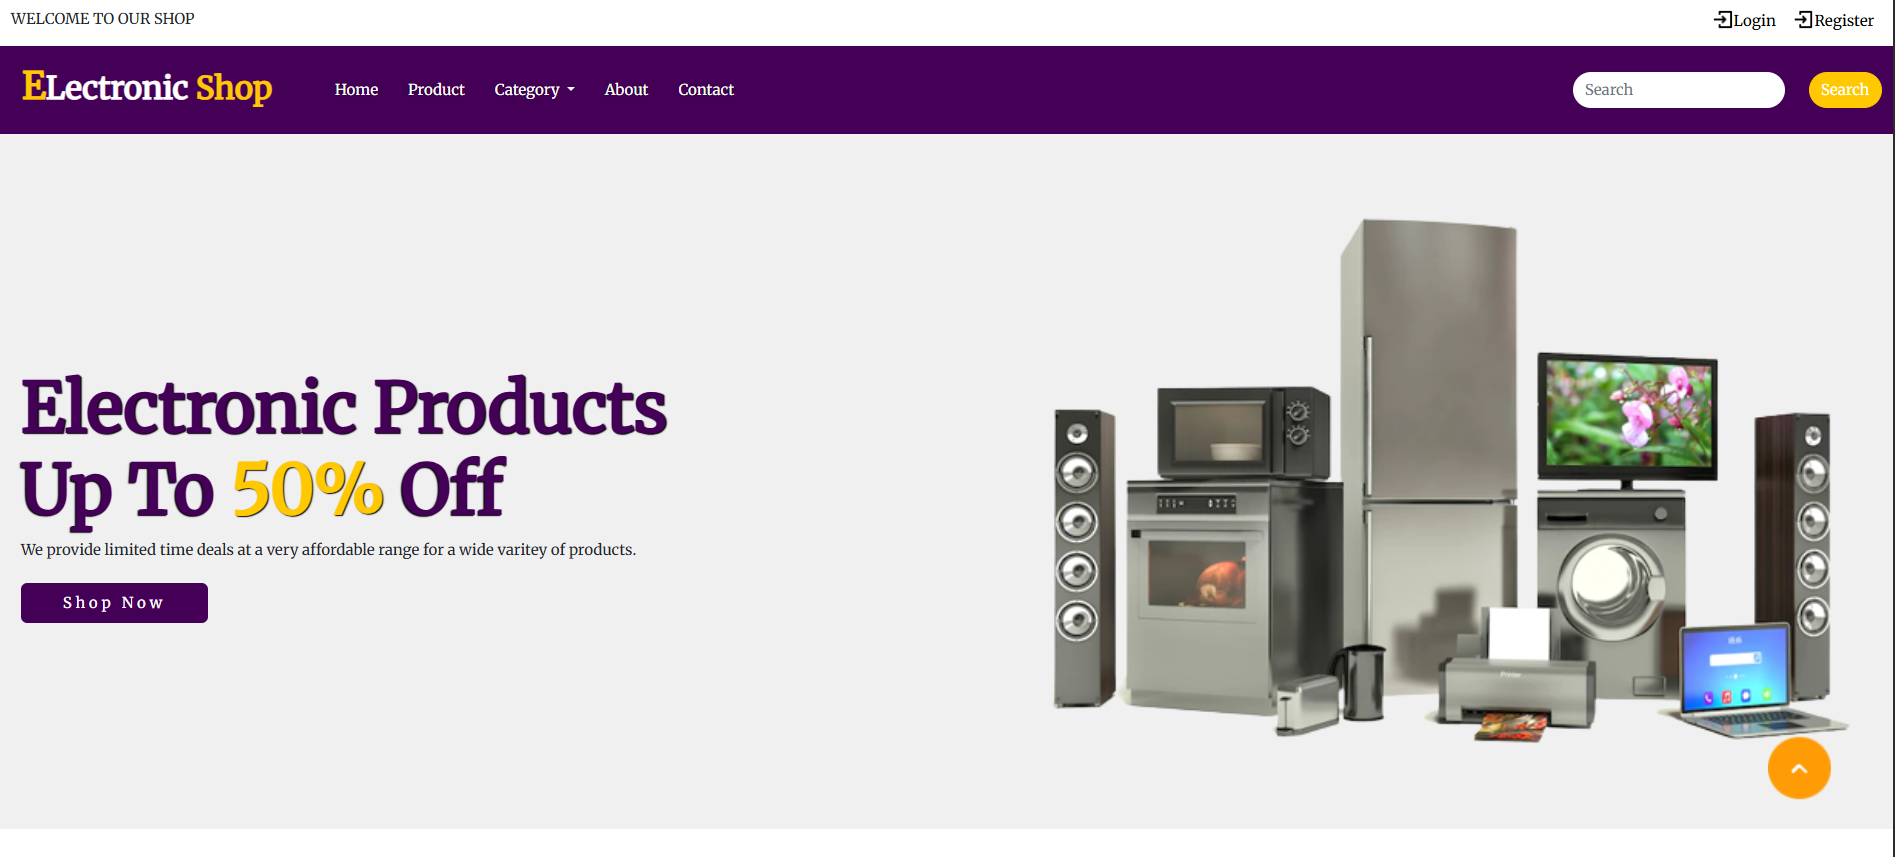 WELCOME TO OUR SHOP
Login Register
ELectronic Shop Home Product Category About Contact Search Search
Electronic Products
Up To 50% Off
We provide limited time deals at a very affordable range for a wide varitey of products.
Shop Now
Printer